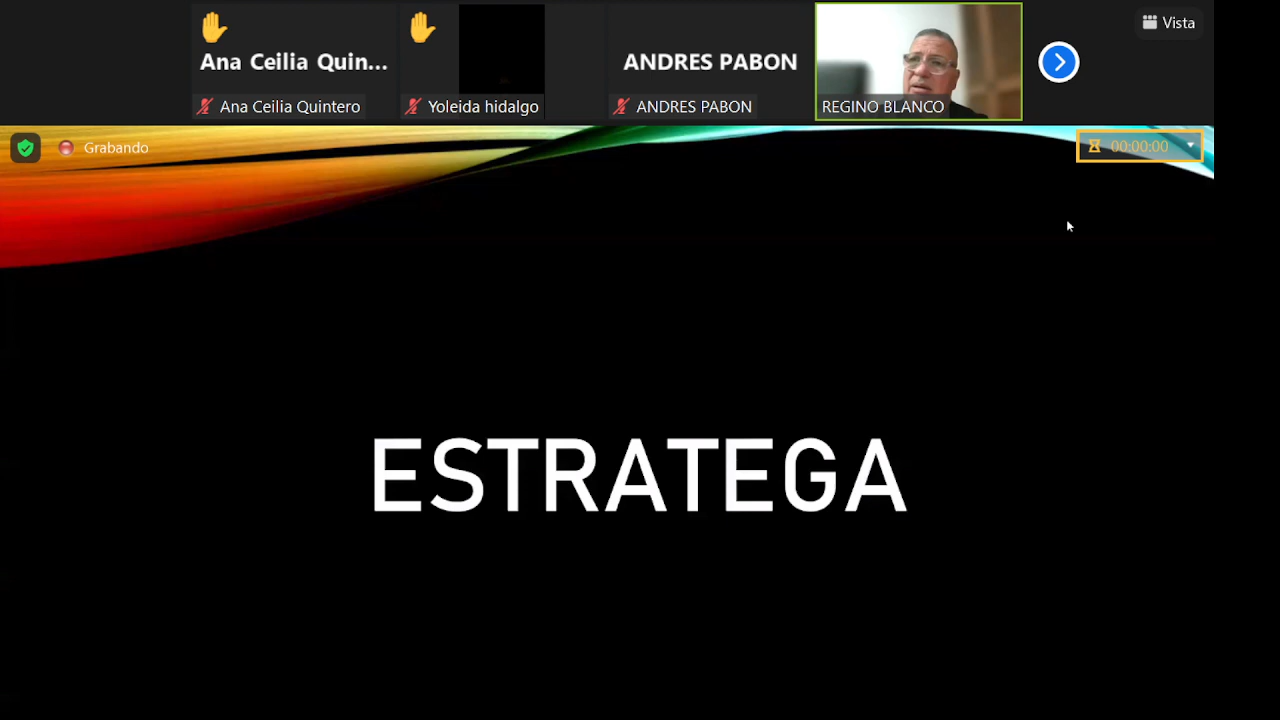 Ana Ceilia Quin...
Ana Ceilia Quintero
Yoleida hidalgo
ANDRES PABON
ANDRES PABON
REGINO BLANCO
Vista
Grabando
00:00:00
ESTRATEGA